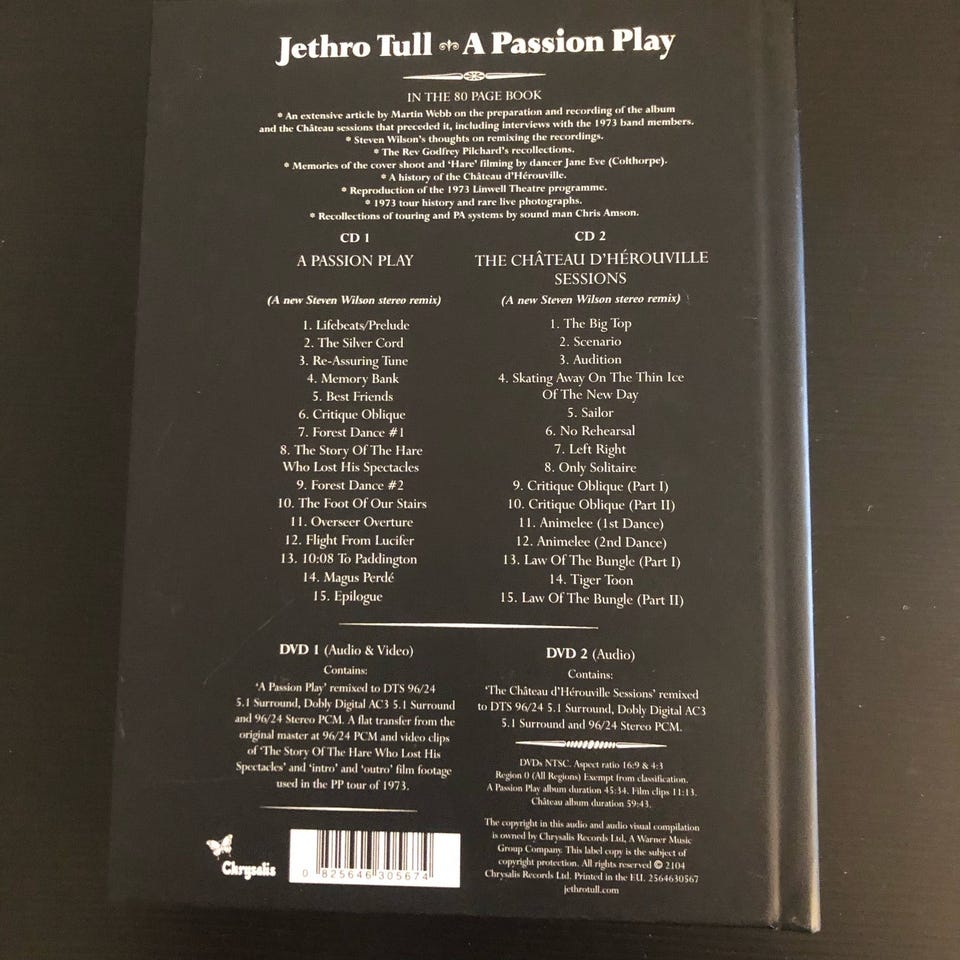 Jethro Tull A Passion Play
IN THE 80 PAGE BOOK
* An extensive article by Martin Webb on the preparation and recording of the album
and the Château sessions that preceded it, including interviews with the 1973 band members.
* Steven Wilson's thoughts on remixing the recordings.
* The Rev Godfrey Pilchard's recollections.
* Memories of the cover shoot and 'Hare' filming by dancer Jane Eve (Colthorpe).
* A history of the Château d'Hérouville.
* Reproduction of the 1973 Linwell Theatre programme.
* 1973 tour history and rare live photographs.
* Recollections of touring and PA systems by sound man Chris Amson.
CD 1
A PASSION PLAY
(A new Steven Wilson stereo remix)
1. Lifebeats/Prelude
2. The Silver Cord
3. Re-Assuring Tune
4. Memory Bank
5. Best Friends
6. Critique Oblique
7. Forest Dance #1
8. The Story Of The Hare
Who Lost His Spectacles
9. Forest Dance #2
10. The Foot Of Our Stairs
11. Overseer Overture
12. Flight From Lucifer
13. 10:08 To Paddington
14. Magus Perdé
15. Epilogue
CD 2
THE CHÂTEAU D'HÉROUVILLE
SESSIONS
(A new Steven Wilson stereo remix)
1. The Big Top
2. Scenario
3. Audition
4. Skating Away On The Thin Ice
Of The New Day
5. Sailor
6. No Rehearsal
7. Left Right
8. Only Solitaire
9. Critique Oblique (Part I)
10. Critique Oblique (Part II)
11. Animelee (1st Dance)
12. Animelee (2nd Dance)
13. Law Of The Bungle (Part I)
14. Tiger Toon
15. Law Of The Bungle (Part II)
DVD 1 (Audio & Video)
Contains:
'A Passion Play' remixed to DTS 96/24
5.1 Surround, Dobly Digital AC3 5.1 Surround
and 96/24 Stereo PCM. A flat transfer from the
original master at 96/24 PCM and video clips
of 'The Story Of The Hare Who Lost His
Spectacles' and 'intro' and 'outro' film footage
used in the PP tour of 1973.
DVD 2 (Audio)
Contains:
'The Château d'Hérouville Sessions' remixed
to DTS 96/24 5.1 Surround, Dobly Digital AC3
5.1 Surround and 96/24 Stereo PCM.
DVDs NTSC. Aspect ratio 16:9 & 4:3
Region 0 (All Regions) Exempt from classification.
A Passion Play album duration 45:34. Film clips 11:13.
Château album duration 59:43.
The copyright in this audio and audio visual compilation
is owned by Chrysalis Records Ltd, A Warner Music
Group Company. This label copy is the subject of
copyright protection. All rights reserved © 2104
Chrysalis Records Ltd. Printed in the E.U. 2564630567
jethrotull.com
Chrysalis
0 825646 305674